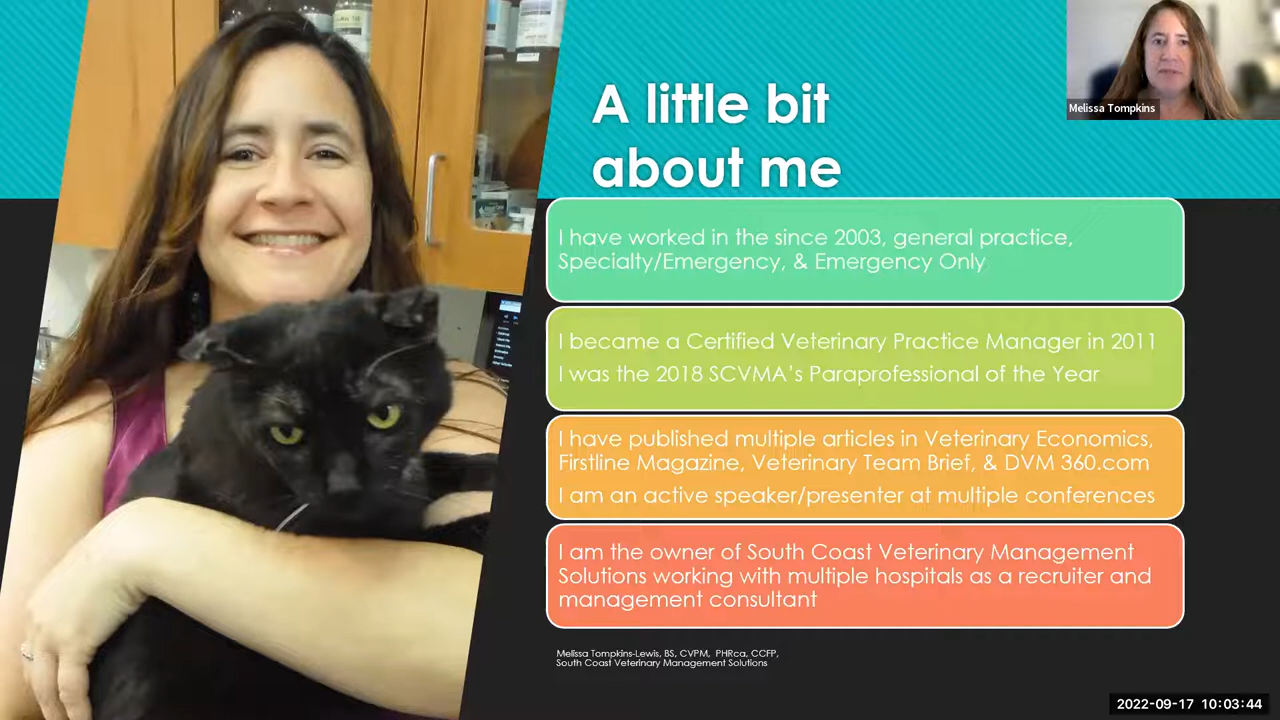 A little bit
about me
Melissa Tompkins
I have worked in the since 2003, general practice,
Specialty/Emergency, & Emergency Only
I became a Certified Veterinary Practice Manager in 2011
I was the 2018 SCVMA's Paraprofessional of the Year
I have published multiple articles in Veterinary Economics,
Firstline Magazine, Veterinary Team Brief, & DVM 360.com
I am an active speaker/presenter at multiple conferences
I am the owner of South Coast Veterinary Management
Solutions working with multiple hospitals as a recruiter and
management consultant
Melissa Tompkins-Lewis, BS, CVPM, PHRca, CCFP,
South Coast Veterinary Management Solutions
2022-09-17 10:03:44